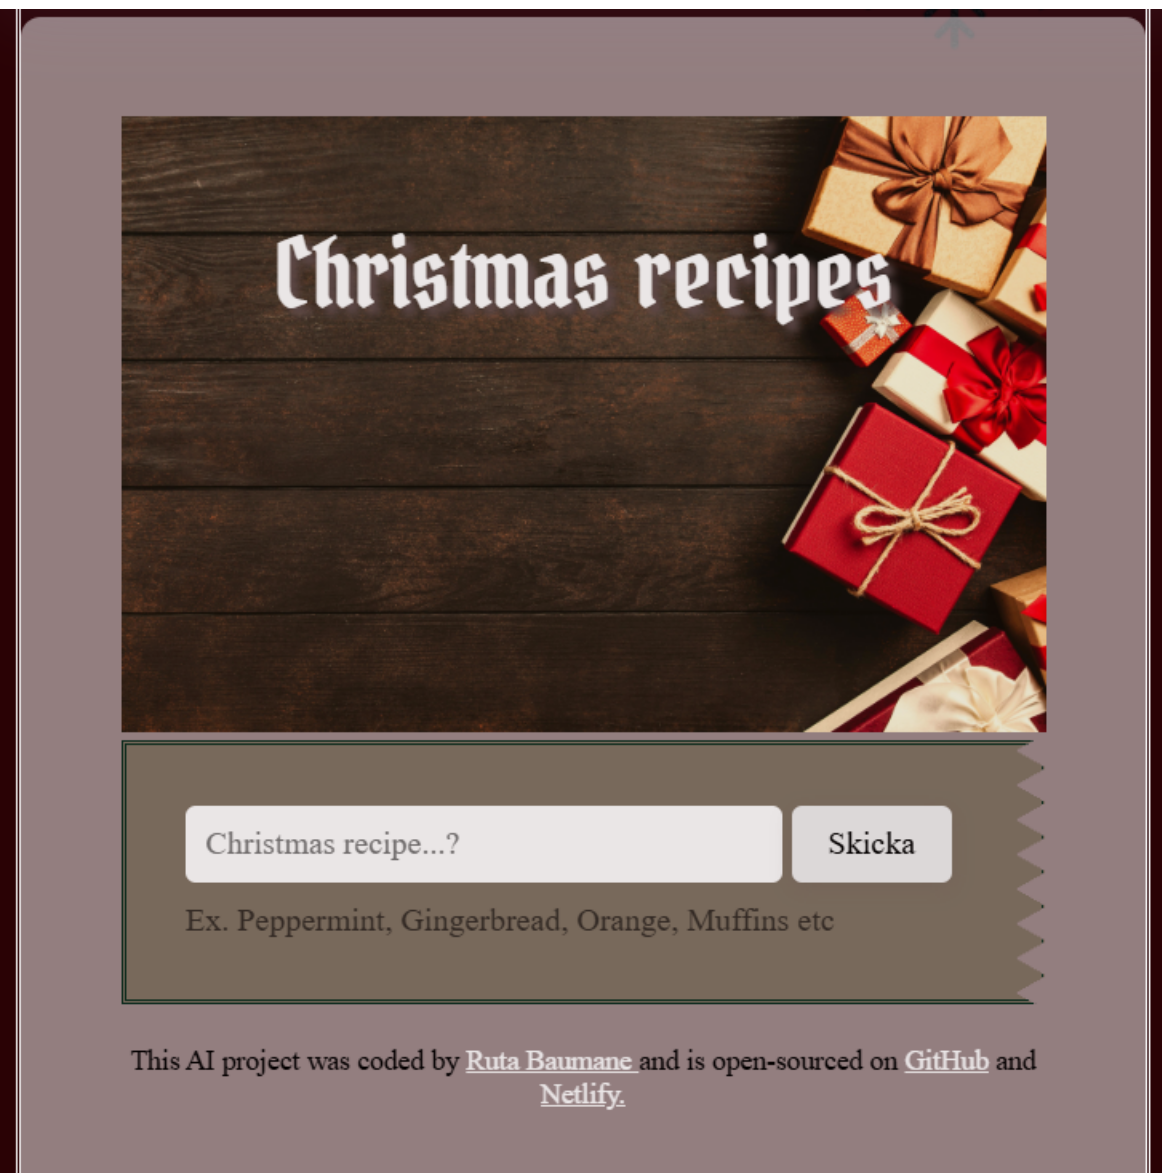 Christmas recipes
Christmas recipe...?
Skicka
Ex. Peppermint, Gingerbread, Orange, Muffins etc
This AI project was coded by Ruta Baumane and is open-sourced on GitHub and
Netlify.